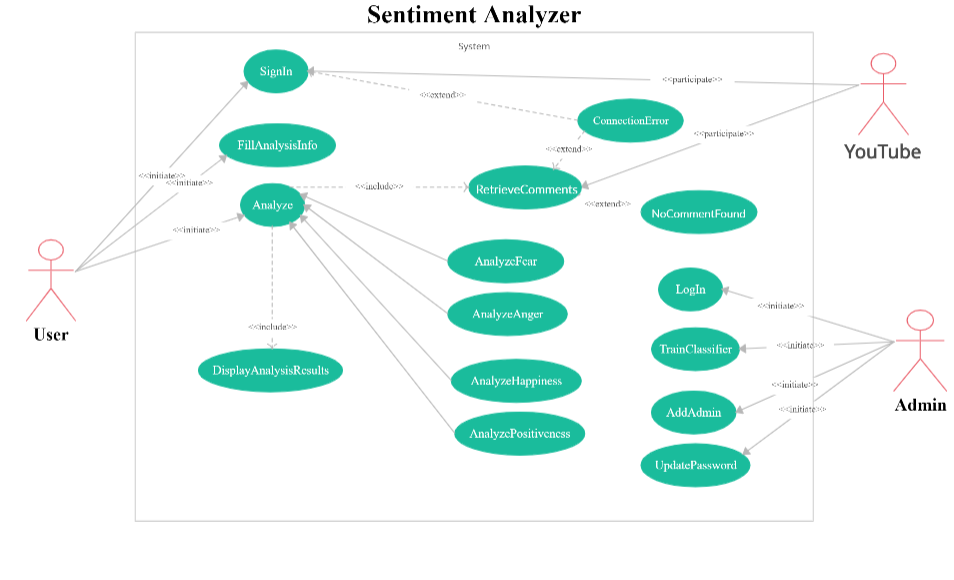 Sentiment Analyzer
System
SignIn
<<participate>>
<<extend>>
ConnectionError
<<participate>>
YouTube
FillAnalysisInfo
<<extend>>
<<initiate>>
<<initiate>>
<<include>>
RetrieveComments
Analyze
<<extend>>
NoCommentFound
<<initiate>>
AnalyzeFear
LogIn
<<initiate>>
AnalyzeAnger
<<include>>
User
TrainClassifier
<<initiate>>
DisplayAnalysisResults
AnalyzeHappiness
<<initiate>>
Admin
AddAdmin
<<initiate>>
AnalyzePositiveness
UpdatePassword